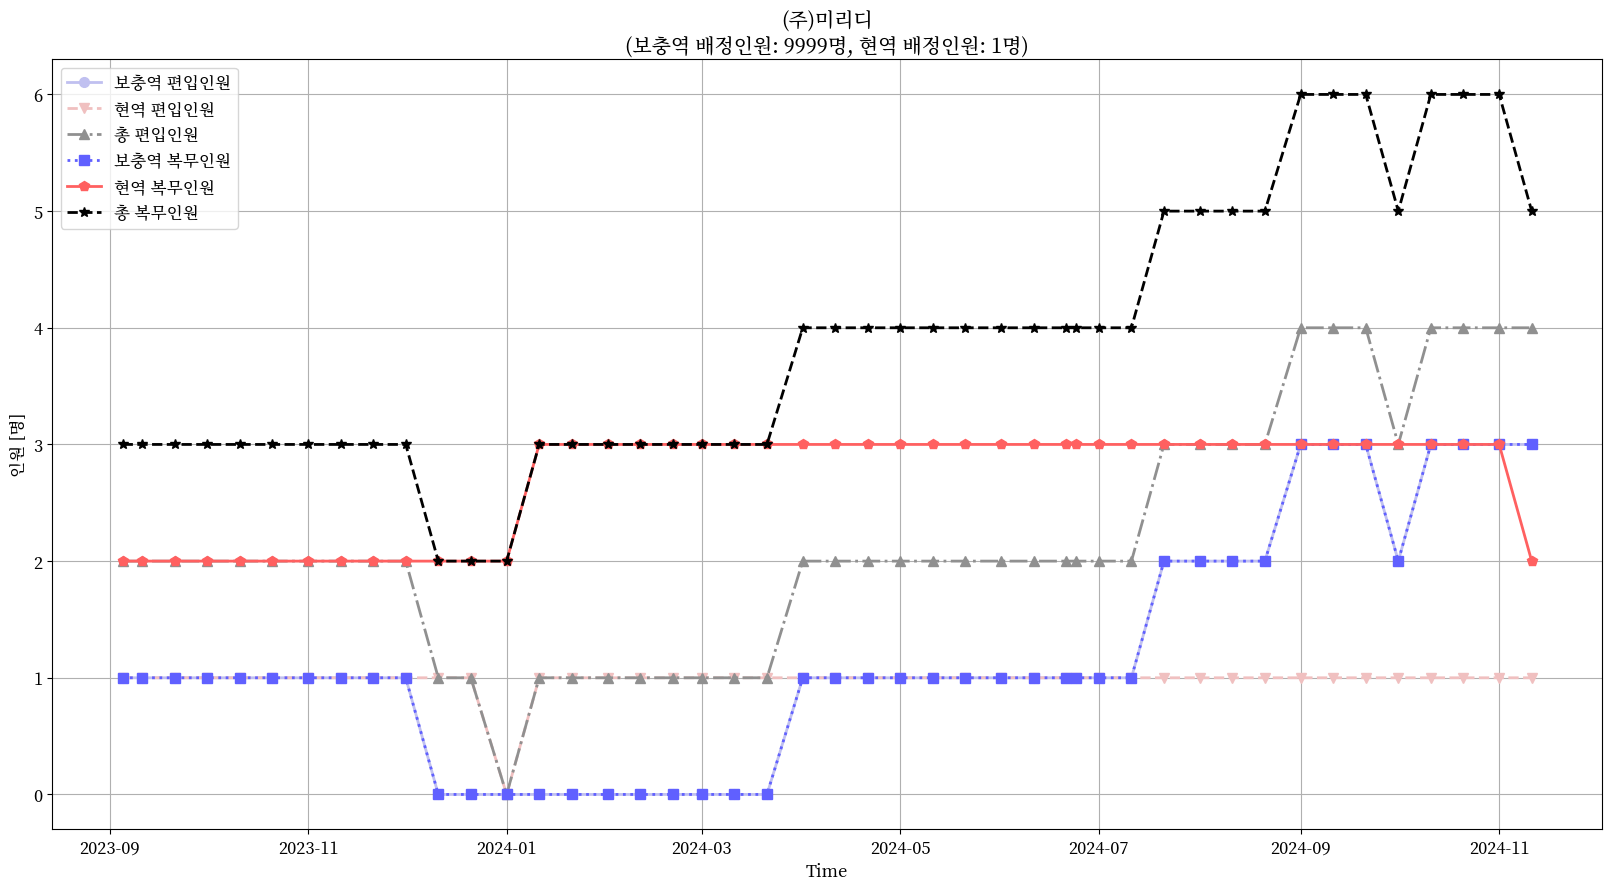 (주)미리디
(보충역 배정인원: 9999명, 현역 배정인원: 1명)
보충역 편입인원
현역 편입인원
총 편입인원
보충역 복무인원
현역 복무인원
총 복무인원
6
5
4
3
2
1
0
인원 [명]
2023-09
2023-11
2024-01
2024-03
2024-05
2024-07
2024-09
2024-11
Time